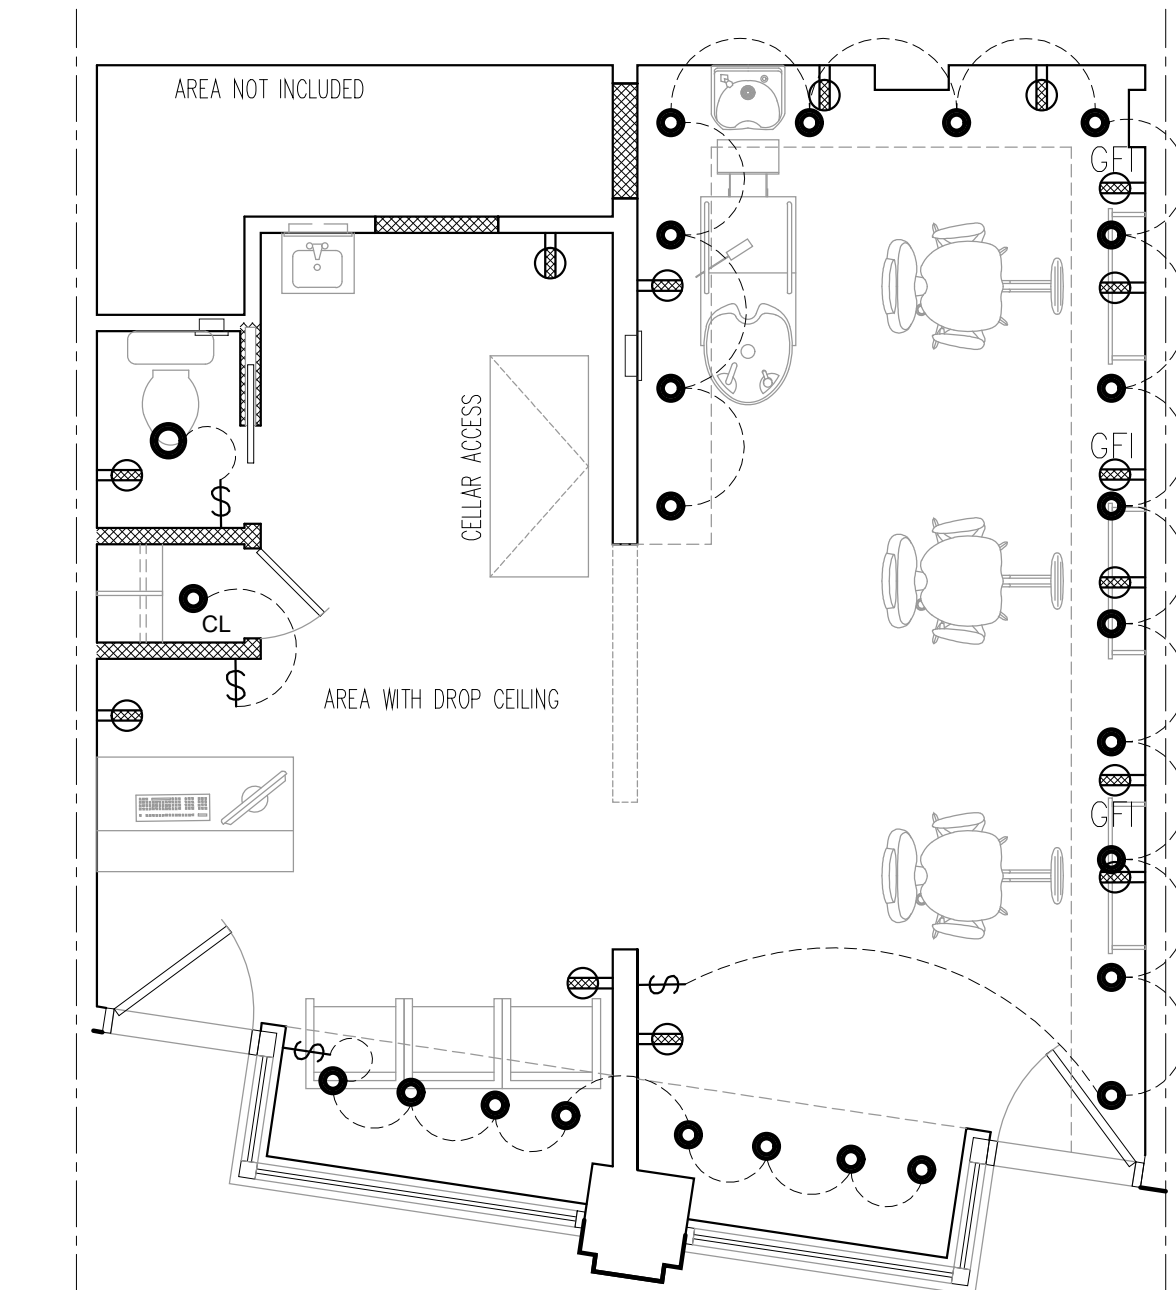 AREA NOT INCLUDED
GFI
CELLAR ACCESS
GFI
$
CL
$
AREA WITH DROP CEILING
GFI
$
$